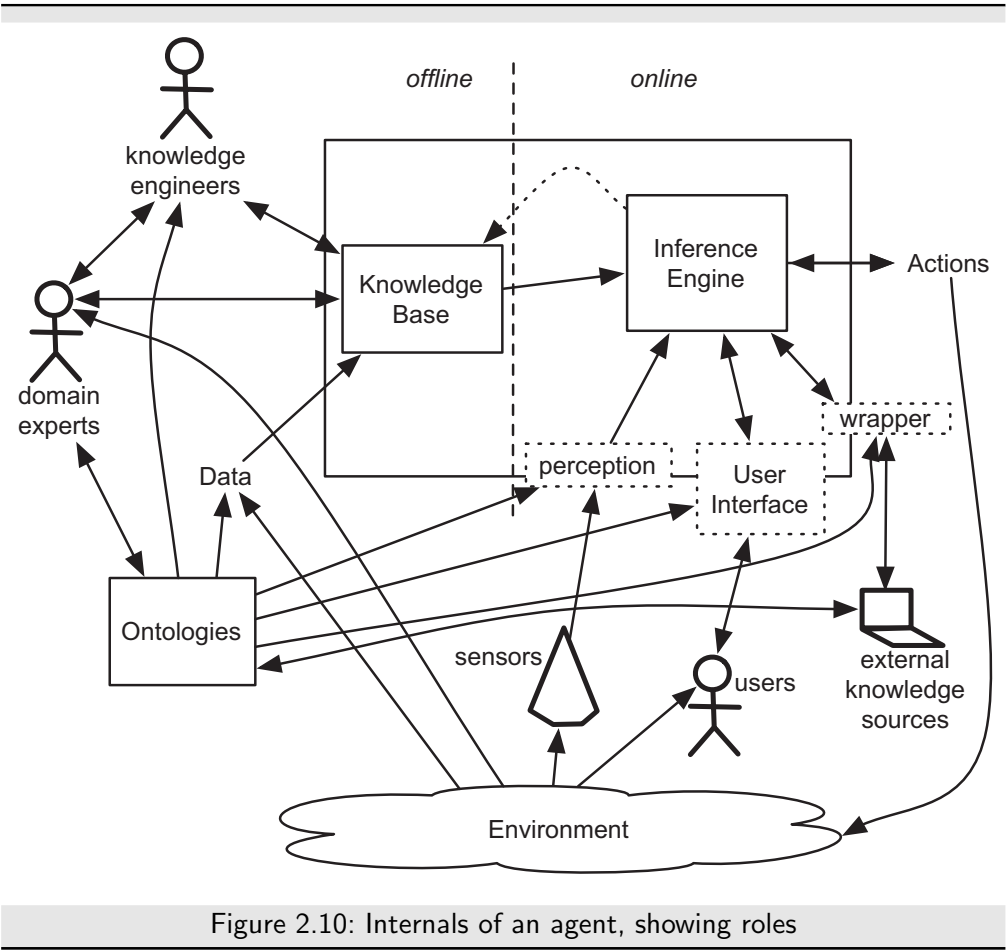 offline
online
knowledge
engineers
Knowledge
Base
Inference
Engine
Actions
domain
experts
wrapper
Data
perception
User
Interface
Ontologies
sensors
users
external
knowledge
sources
Environment
Figure 2.10: Internals of an agent, showing roles